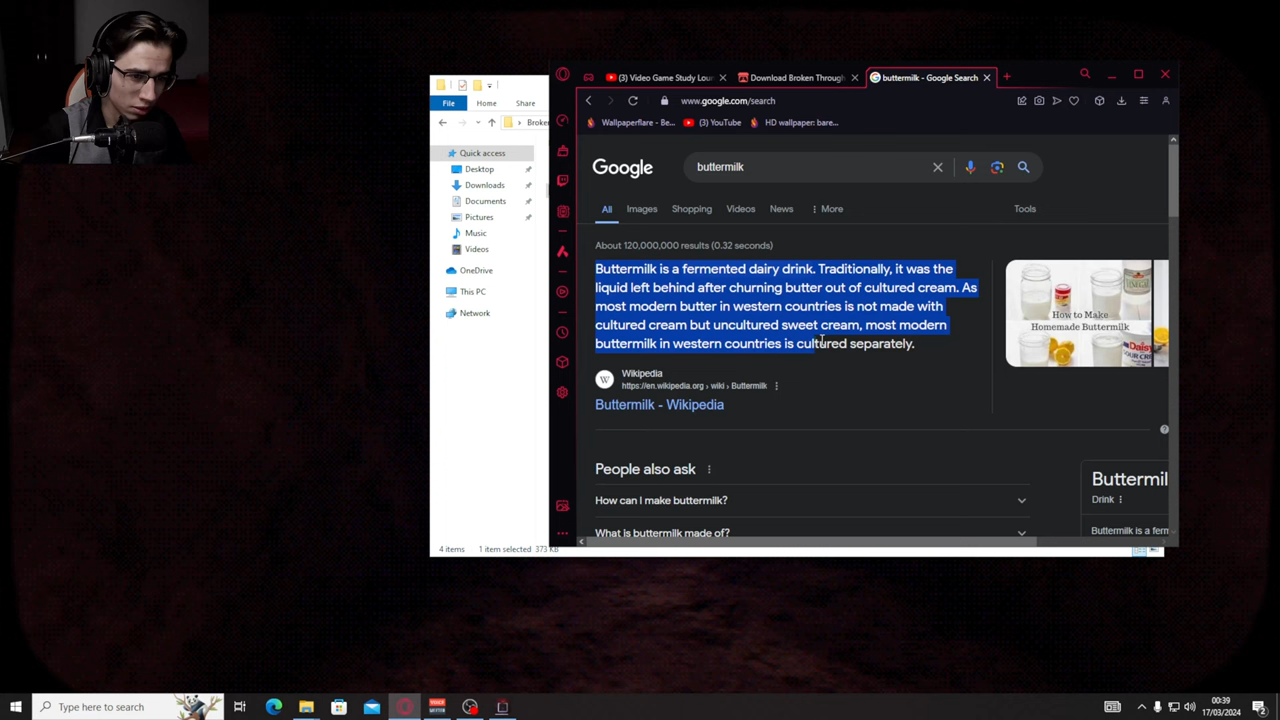 (3) Video Game Study Lour
Download Broken Through
buttermilk - Google Search
File
Home
Share
www.google.com/search
Broke
Wallpaperflare - Be...
(3) YouTube
HD wallpaper: bare...
Quick access
Desktop
Downloads
Documents
Pictures
Music
Videos
OneDrive
This PC
Network
4 items
1 item selected
373 KB
Google
buttermilk
All
Images
Shopping
Videos
News
More
Tools
About 120,000,000 results (0.32 seconds)
Buttermilk is a fermented dairy drink. Traditionally, it was the
liquid left behind after churning butter out of cultured cream. As
most modern butter in western countries is not made with
cultured cream but uncultured sweet cream, most modern
buttermilk in western countries is cultured separately.
How to Make
Homemade Buttermilk
Daisy
SOUR CRE
W
Wikipedia
https://en.wikipedia.org › wiki › Buttermilk
Buttermilk - Wikipedia
People also ask
How can I make buttermilk?
What is buttermilk made of?
Buttermil
Drink
Buttermilk is a ferm
Type here to search
00:39
17/03/2024
2